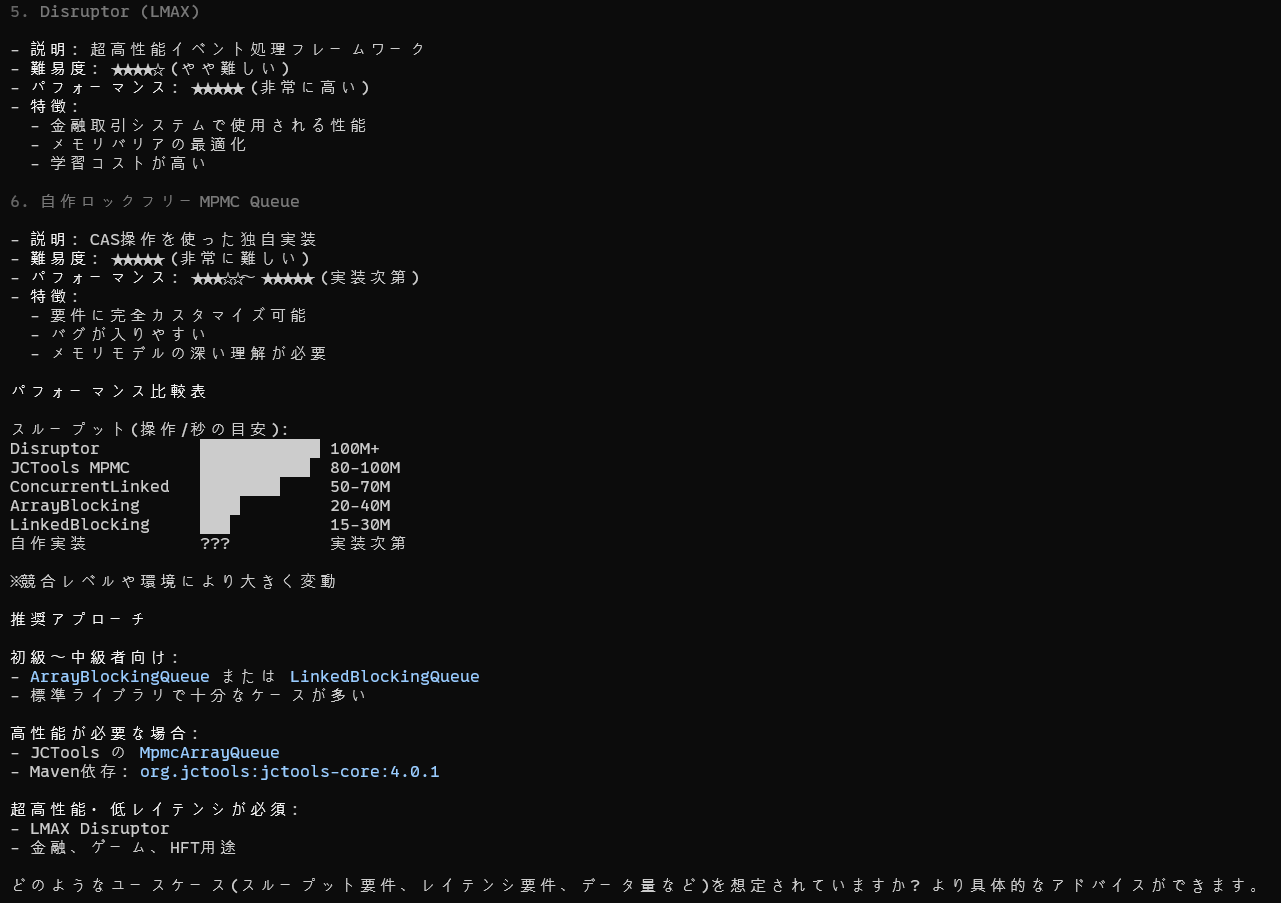 5. Disruptor (LMAX)
- 説明: 超高性能イベント処理フレームワーク
- 難易度: ★★★★☆ (やや難しい)
- パフォーマンス: ★★★★★ (非常に高い)
- 特徴:
- 金融取引システムで使用される性能
- メモリバリアの最適化
- 学習コストが高い
6. 自作ロックフリーMPMC Queue
- 説明: CAS操作を使った独自実装
- 難易度: ★★★★★ (非常に難しい)
- パフォーマンス: ★★★☆☆〜★★★★★ (実装次第)
- 特徴:
- 要件に完全カスタマイズ可能
- バグが入りやすい
- メモリモデルの深い理解が必要
パフォーマンス比較表
スループット(操作/秒の目安):
Disruptor 100M+
JCTools MPMC 80-100M
ConcurrentLinked 50-70M
ArrayBlocking 20-40M
LinkedBlocking 15-30M
自作実装 ??? 実装次第
※競合レベルや環境により大きく変動
推奨アプローチ
初級〜中級者向け:
- ArrayBlockingQueue または LinkedBlockingQueue
- 標準ライブラリで十分なケースが多い
高性能が必要な場合:
- JCTools の MpmcArrayQueue
- Maven依存: org.jctools:jctools-core:4.0.1
超高性能・低レイテンシが必須:
- LMAX Disruptor
- 金融、ゲーム、HFT用途
どのようなユースケース(スループット要件、レイテンシ要件、データ量など)を想定されていますか? より具体的なアドバイスができます。